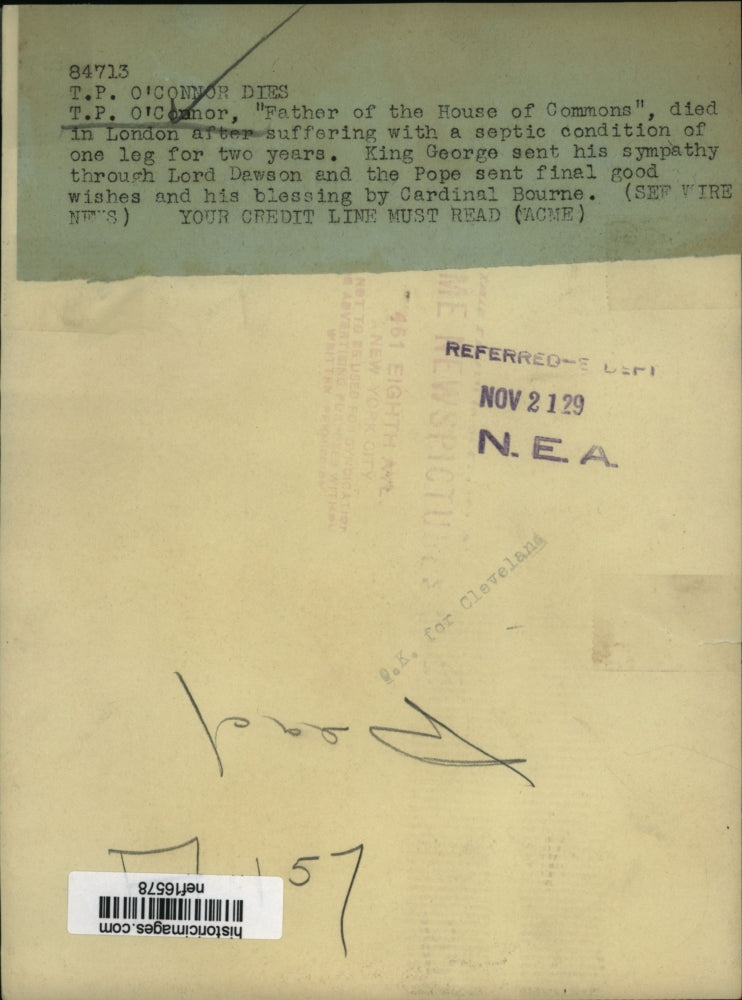 84713
T.P. O'CONNOR DIES
T.P. O'Connor, "Father of the House of Commons", died
in London after suffering with a septic condition of
one leg for two years. King George sent his sympathy
through Lord Dawson and the Pope sent final good
wishes and his blessing by Cardinal Bourne. (SEE WIRE
NEWS) YOUR CREDIT LINE MUST READ (ACME)
REFERRED-E DEPT
NOV 21 29
N.E.A.
461 EIGHTH AVE.
NEW YORK CITY
O.K. for Cleveland
Dead
157
nef16578
historicimages.com